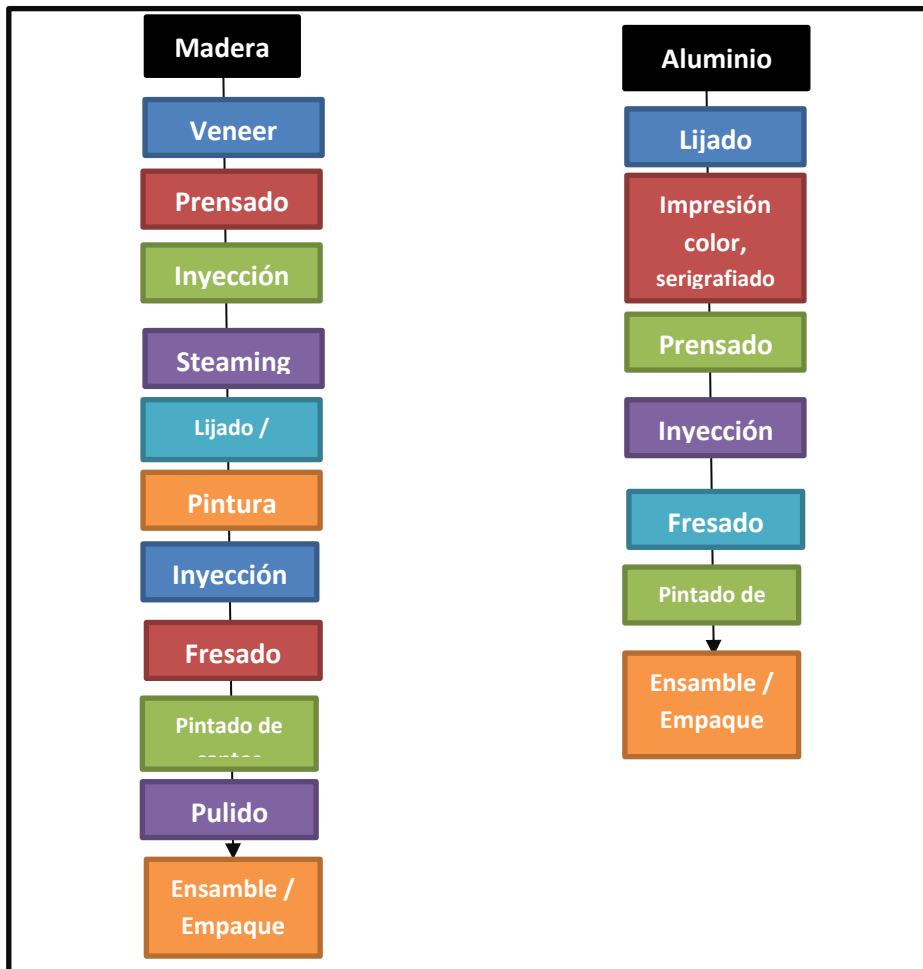 Madera
Veneer
Prensado
Inyección
Steaming
Lijado /
Pintura
Inyección
Fresado
Pintado de
Pulido
Ensamble /
Empaque
Aluminio
Lijado
Impresión
color,
serigrafiado
Prensado
Inyección
Fresado
Pintado de
Ensamble /
Empaque